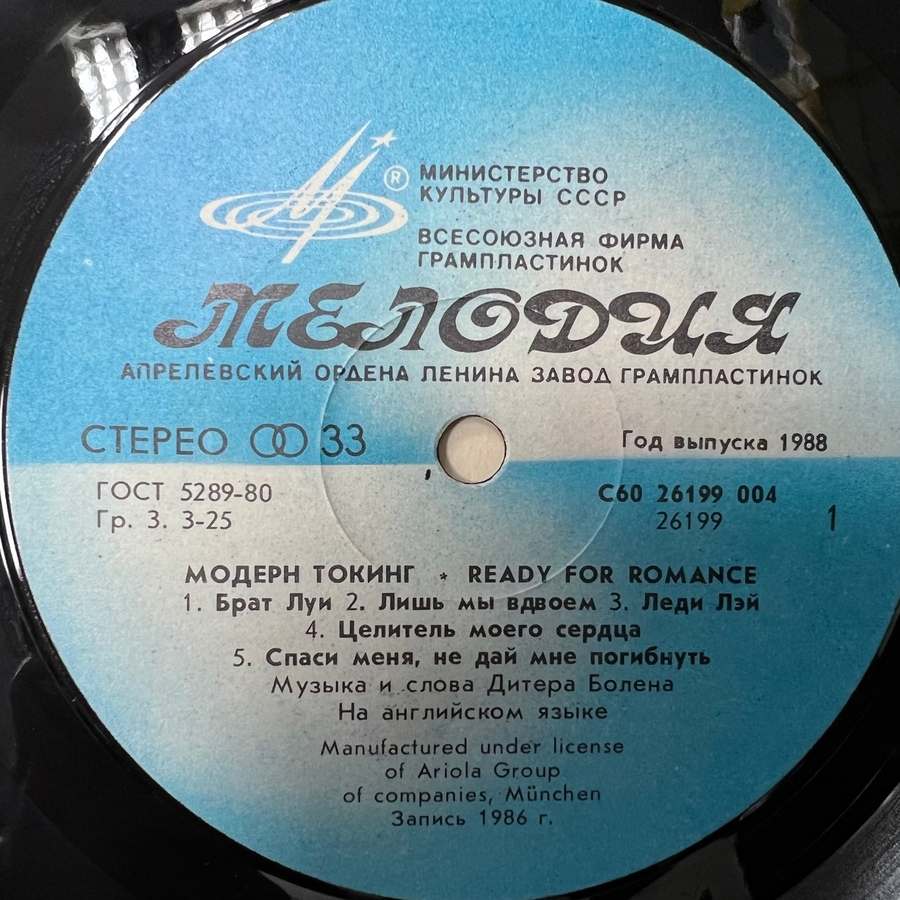 ®
МИНИСТЕРСТВО
КУЛЬТУРЫ СССР
ВСЕСОЮЗНАЯ ФИРМА
ГРАМПЛАСТИНОК
МЕЛОДИЯ
АПРЕЛЕВСКИЙ ОРДЕНА ЛЕНИНА ЗАВОД ГРАМПЛАСТИНОК
СТЕРЕО 33
Год выпуска 1988
ГОСТ 5289-80
Гр. 3. 3-25
С60 26199 004
26199
1
МОДЕРН ТОКИНГ * READY FOR ROMANCE
1. Брат Луи 2. Лишь мы вдвоем 3. Леди Лэй
4. Целитель моего сердца
5. Спаси меня, не дай мне погибнуть
Музыка и слова Дитера Болена
На английском языке
Manufactured under license
of Ariola Group
of companies, München
Запись 1986 г.